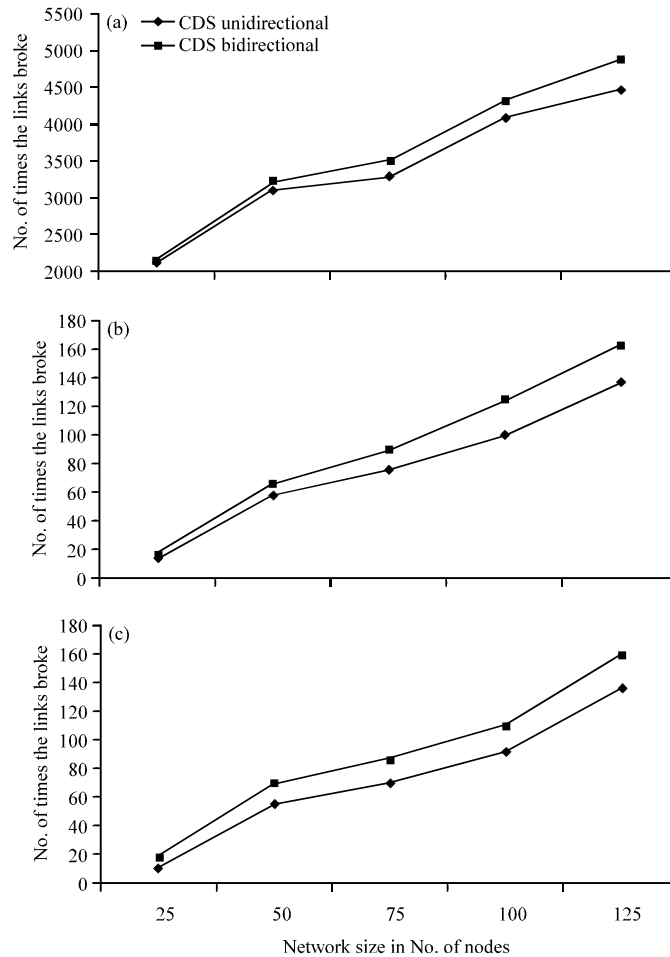 (a)
CDS unidirectional
CDS bidirectional
No. of times the links broke
5500
5000
4500
4000
3500
3000
2500
2000
(b)
No. of times the links broke
180
160
140
120
100
80
60
40
20
0
(c)
No. of times the links broke
180
160
140
120
100
80
60
40
20
0
25 50 75 100 125
Network size in No. of nodes